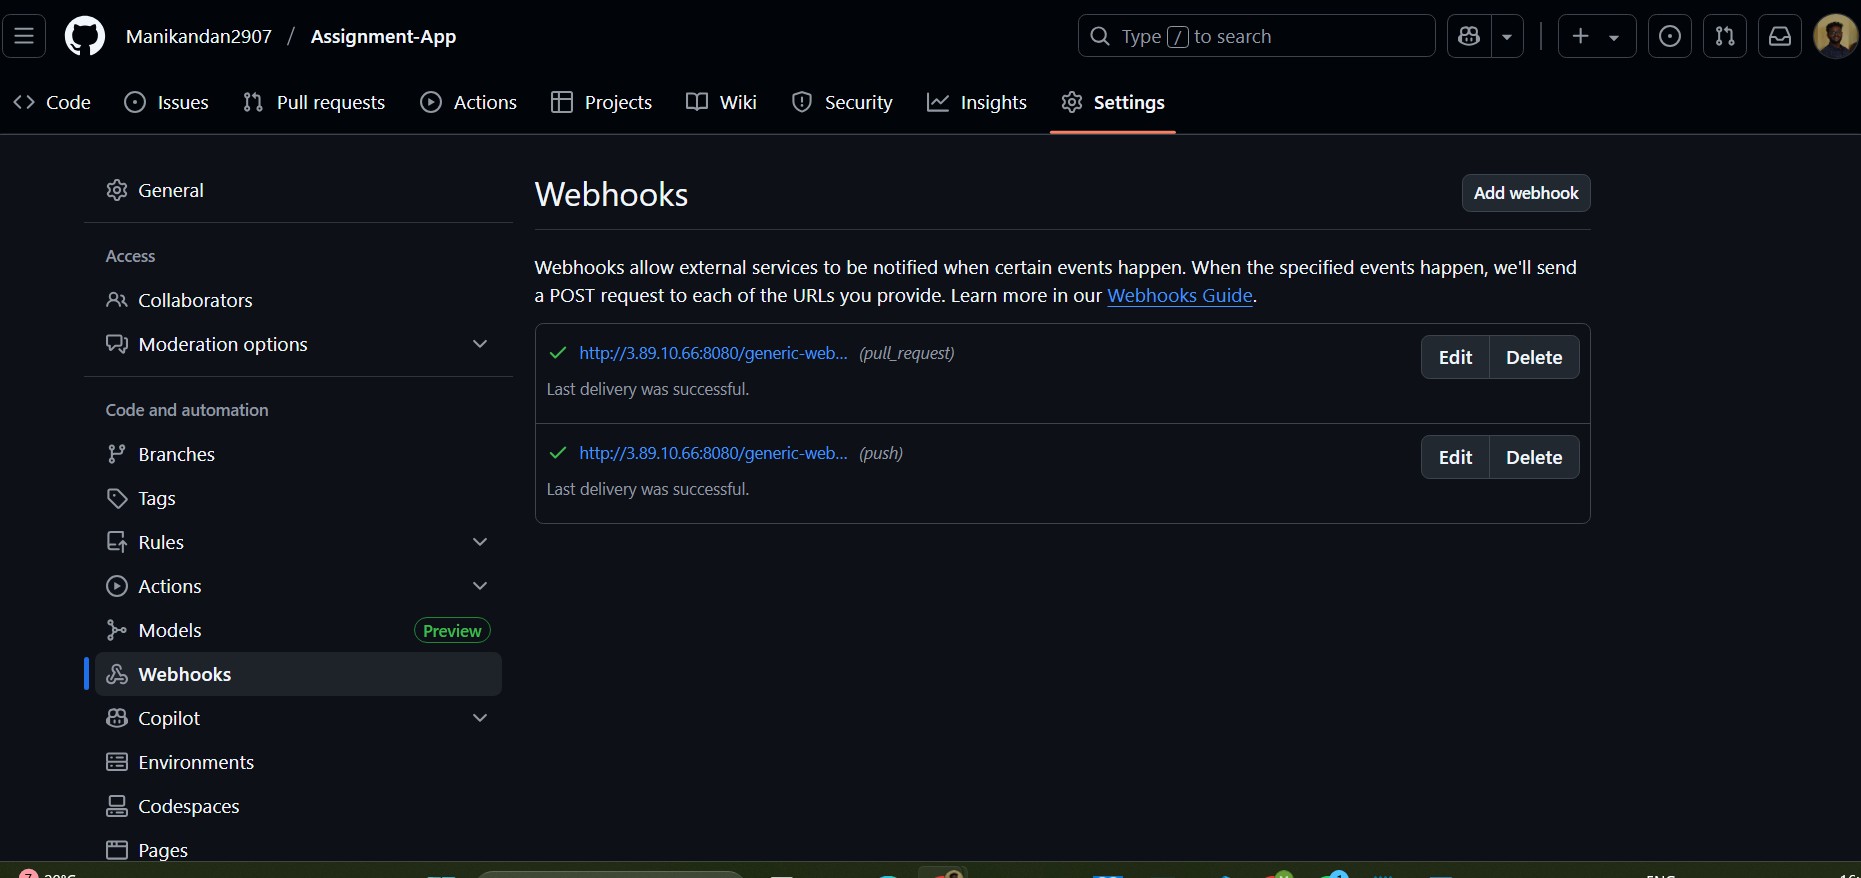 Manikandan2907 / Assignment-App
Type / to search
Code
Issues
Pull requests
Actions
Projects
Wiki
Security
Insights
Settings
General
Access
Collaborators
Moderation options
Code and automation
Branches
Tags
Rules
Actions
Models
Preview
Webhooks
Copilot
Environments
Codespaces
Pages
Webhooks
Add webhook
Webhooks allow external services to be notified when certain events happen. When the specified events happen, we'll send
a POST request to each of the URLs you provide. Learn more in our Webhooks Guide.
http://3.89.10.66:8080/generic-web... (pull_request)
Edit
Delete
Last delivery was successful.
http://3.89.10.66:8080/generic-web... (push)
Edit
Delete
Last delivery was successful.